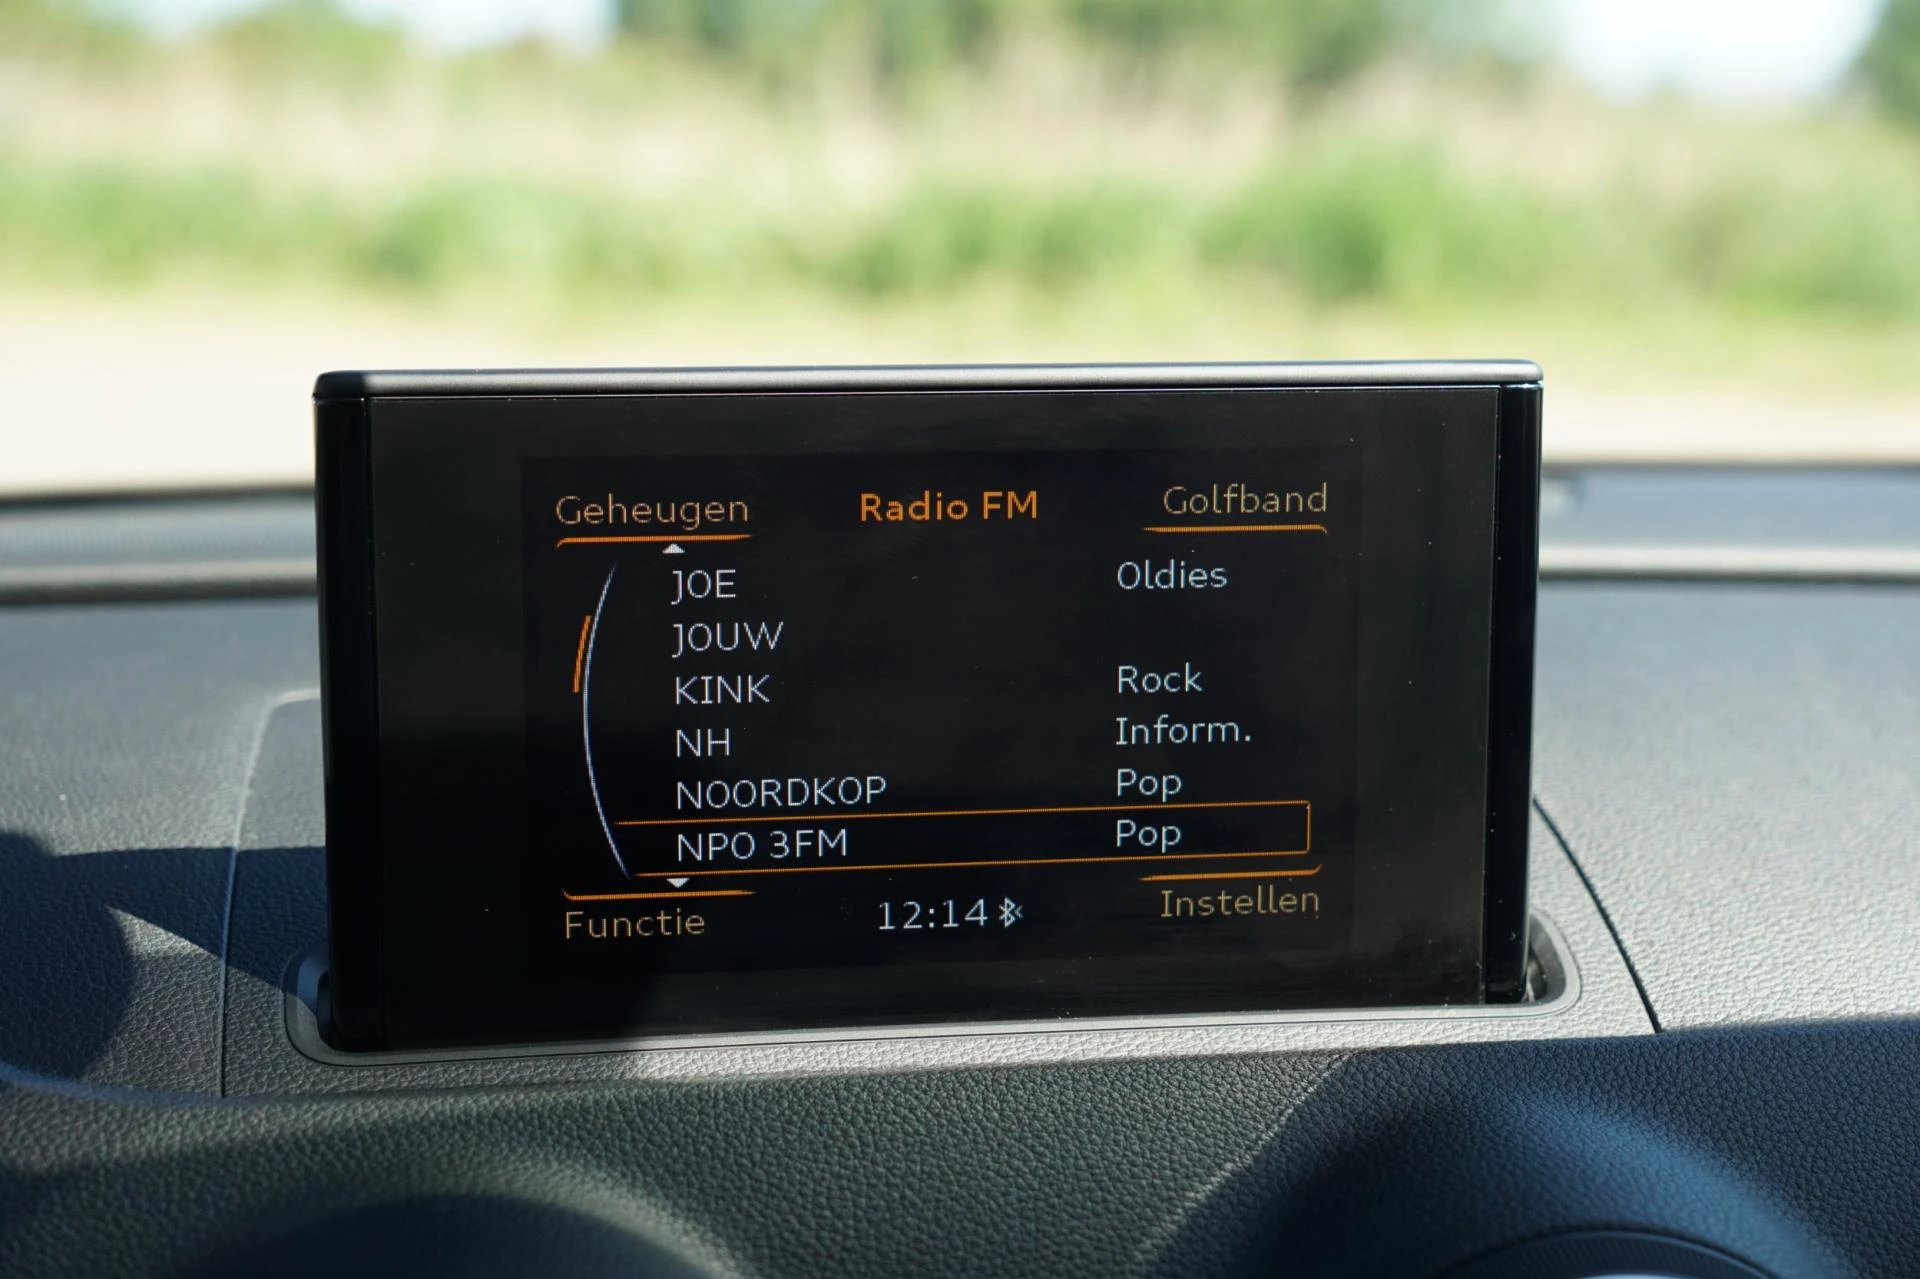 Geheugen Radio FM Golfband
JOE Oldies
JOUW
KINK Rock
NH Inform.
NOORDKOP Pop
NPO 3FM Pop
Functie 12:14 Instellen